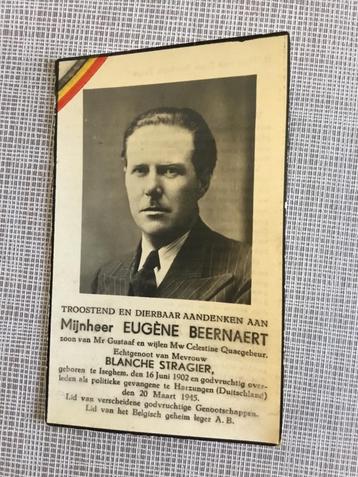 TROOSTEND EN DIERBAAR AANDENKEN AAN
Mijnheer EUGÈNE BEERNAERT
zoon van Mr Gustaaf en wijlen Mw Celestine Quaegebeur.
Echtgenoot van Mevrouw
BLANCHE STRAGIER,
geboren te Iseghem, den 16 Juni 1902 en godvruchtig over-
leden als politieke gevangene te Harzungen (Duitschland)
den 20 Maart 1945.
Lid van verscheidene godvruchtige Genootschappen.
Lid van het Belgisch geheim leger A. B.